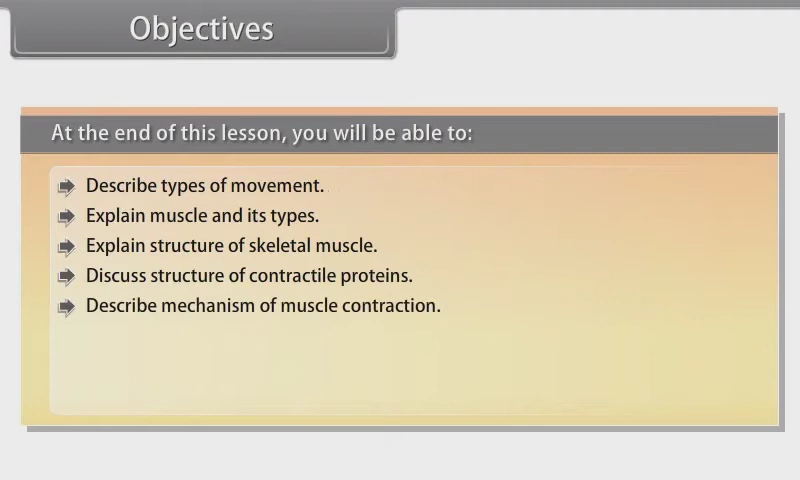 Objectives
At the end of this lesson, you will be able to:
Describe types of movement.
Explain muscle and its types.
Explain structure of skeletal muscle.
Discuss structure of contractile proteins.
Describe mechanism of muscle contraction.